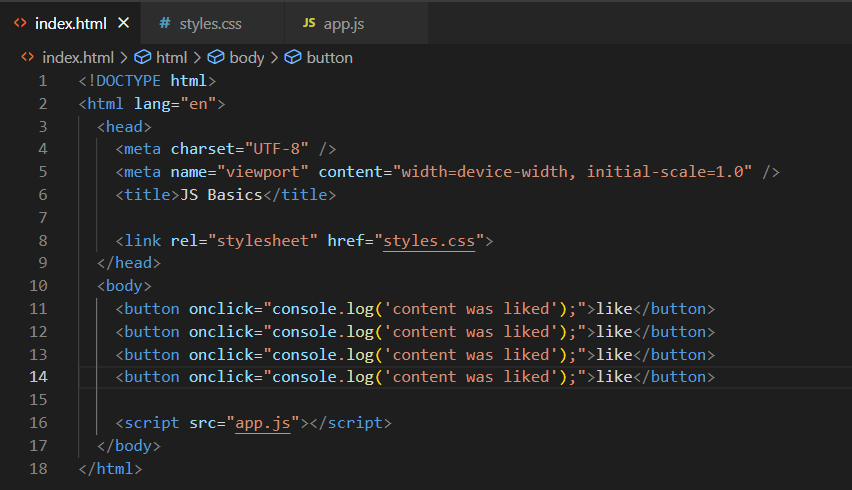 <> index.html × # styles.css JS app.js
<> index.html > html > body > button
1 <!DOCTYPE html>
2 <html lang="en">
3 <head>
4 <meta charset="UTF-8" />
5 <meta name="viewport" content="width=device-width, initial-scale=1.0" />
6 <title>JS Basics</title>
7
8 <link rel="stylesheet" href="styles.css">
9 </head>
10 <body>
11 <button onclick="console.log('content was liked');">like</button>
12 <button onclick="console.log('content was liked');">like</button>
13 <button onclick="console.log('content was liked');">like</button>
14 <button onclick="console.log('content was liked');">like</button>
15
16 <script src="app.js"></script>
17 </body>
18 </html>